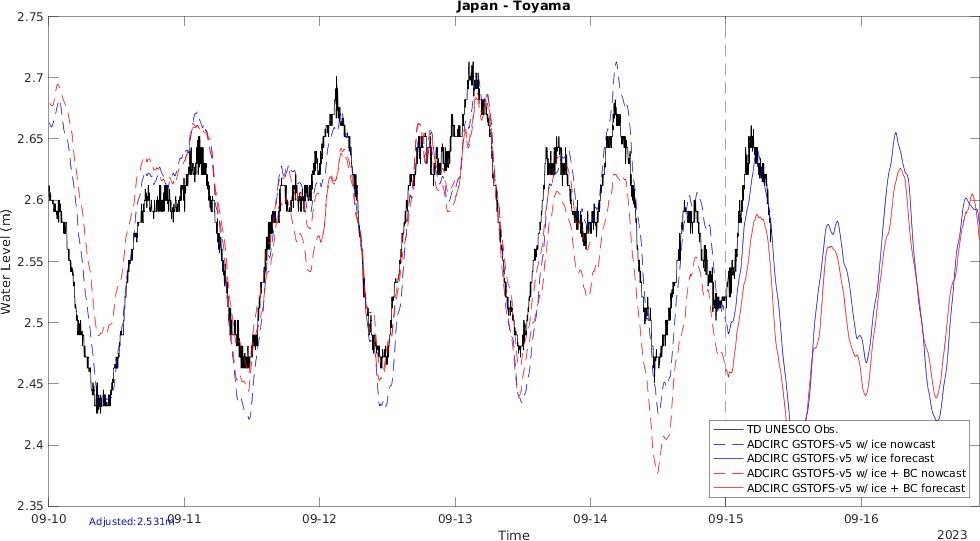 Japan - Toyama
2.75
2.7
2.65
2.6
2.55
2.5
2.45
2.4
2.35
Water Level (m)
09-10
09-11
09-12
09-13
09-14
09-15
09-16
Adjusted:2.531m
Time
2023
TD UNESCO Obs.
ADCIRC GSTOFS-v5 w/ ice nowcast
ADCIRC GSTOFS-v5 w/ ice forecast
ADCIRC GSTOFS-v5 w/ ice + BC nowcast
ADCIRC GSTOFS-v5 w/ ice + BC forecast